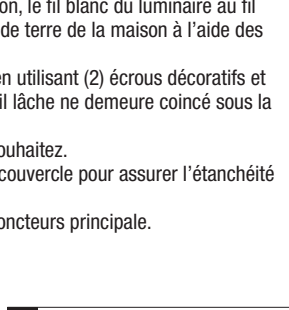 on, le fil blanc du luminaire au fil
de terre de la maison à l'aide des
en utilisant (2) écrous décoratifs et
il lâche ne demeure coincé sous la
ouhaitez.
couvercle pour assurer l'étanchéité
oncteurs principale.